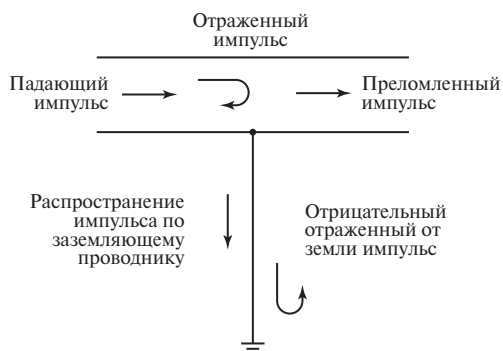 Отраженный
импульс
Падающий
импульс
Преломленный
импульс
Распространение
импульса по
заземляющему
проводнику
Отрицательный
отраженный от
земли импульс